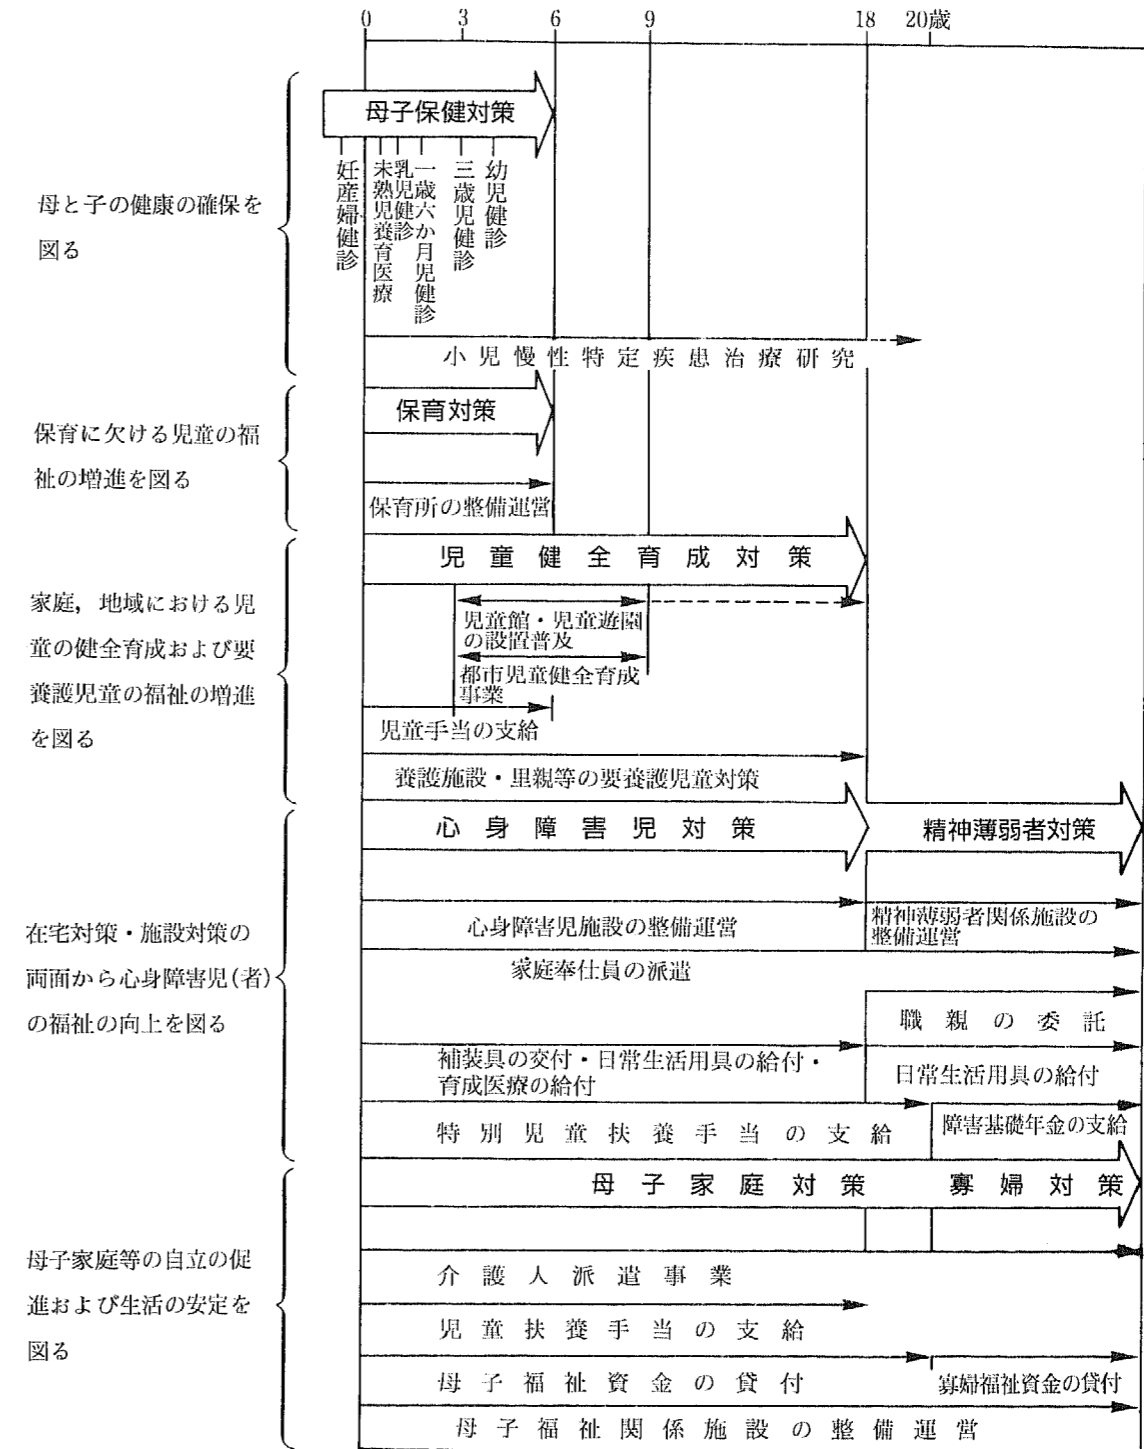 0 3 6 9 18 20歳
母と子の健康の確保を
図る
母子保健対策
妊産婦健診
未熟児養育医療
乳児健診
一歳六か月児健診
三歳児健診
幼児健診
小児慢性特定疾患治療研究
保育に欠ける児童の福
祉の増進を図る
保育対策
保育所の整備運営
家庭，地域における児
童の健全育成および要
養護児童の福祉の増進
を図る
児童健全育成対策
児童館・児童遊園
の設置普及
都市児童健全育成
事業
児童手当の支給
養護施設・里親等の要養護児童対策
在宅対策・施設対策の
両面から心身障害児(者)
の福祉の向上を図る
心身障害児対策
精神薄弱者対策
心身障害児施設の整備運営
精神薄弱者関係施設の
整備運営
家庭奉仕員の派遣
職親の委託
補装具の交付・日常生活用具の給付・
育成医療の給付
日常生活用具の給付
特別児童扶養手当の支給
障害基礎年金の支給
母子家庭等の自立の促
進および生活の安定を
図る
母子家庭対策
寡婦対策
介護人派遣事業
児童扶養手当の支給
母子福祉資金の貸付
寡婦福祉資金の貸付
母子福祉関係施設の整備運営